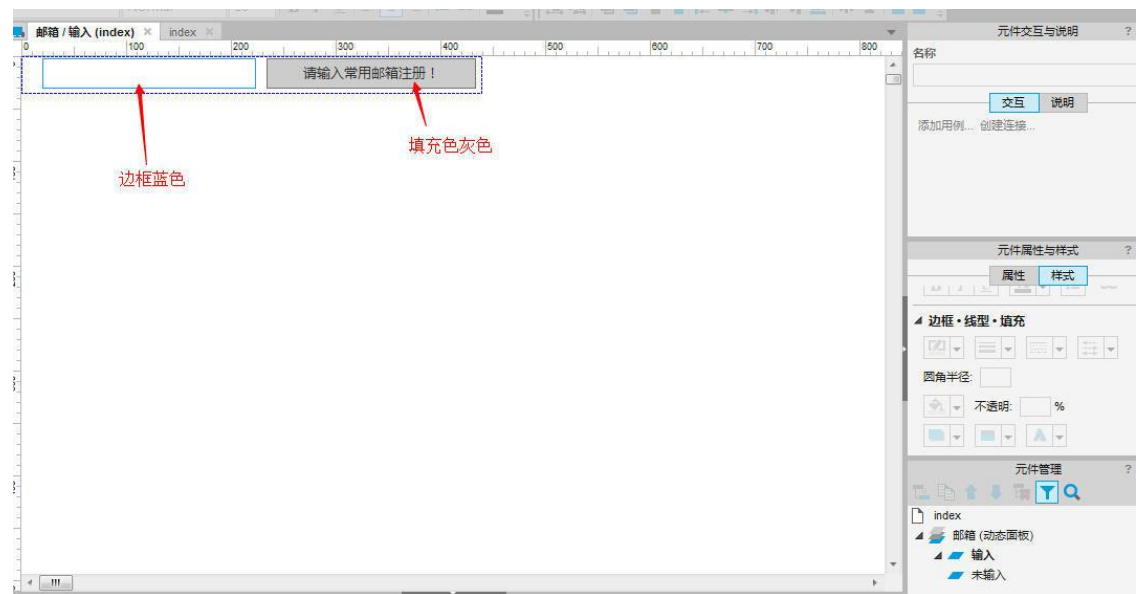 邮箱 / 输入 (index) × index ×
0 100 200 300 400 500 600 700 800
请输入常用邮箱注册！
填充色灰色
边框蓝色
元件交互与说明 ?
名称
交互 说明
添加用例... 创建连接...
元件属性与样式 ?
属性 样式
边框 • 线型 • 填充
圆角半径:
不透明: %
元件管理 ?
index
邮箱 (动态面板)
输入
未输入